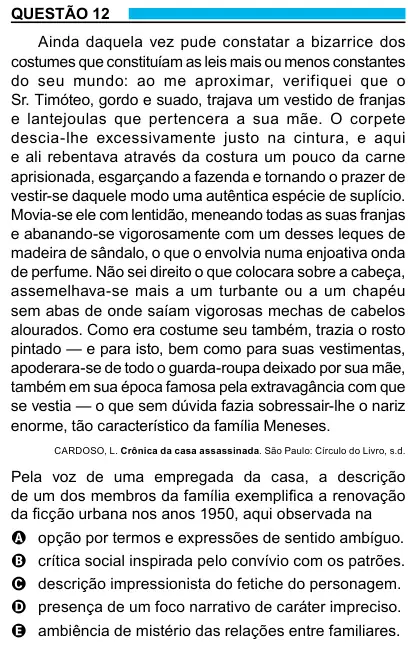 QUESTÃO 12
Ainda daquela vez pude constatar a bizarrice dos
costumes que constituíam as leis mais ou menos constantes
do seu mundo: ao me aproximar, verifiquei que o
Sr. Timóteo, gordo e suado, trajava um vestido de franjas
e lantejoulas que pertencera a sua mãe. O corpete
descia-lhe excessivamente justo na cintura, e aqui
e ali rebentava através da costura um pouco da carne
aprisionada, esgarçando a fazenda e tornando o prazer de
vestir-se daquele modo uma autêntica espécie de suplício.
Movia-se ele com lentidão, meneando todas as suas franjas
e abanando-se vigorosamente com um desses leques de
madeira de sândalo, o que o envolvia numa enjoativa onda
de perfume. Não sei direito o que colocara sobre a cabeça,
assemelhava-se mais a um turbante ou a um chapéu
sem abas de onde saíam vigorosas mechas de cabelos
alourados. Como era costume seu também, trazia o rosto
pintado — e para isto, bem como para suas vestimentas,
apoderara-se de todo o guarda-roupa deixado por sua mãe,
também em sua época famosa pela extravagância com que
se vestia — o que sem dúvida fazia sobressair-lhe o nariz
enorme, tão característico da família Meneses.
CARDOSO, L. Crônica da casa assassinada. São Paulo: Círculo do Livro, s.d.
Pela voz de uma empregada da casa, a descrição
de um dos membros da família exemplifica a renovação
da ficção urbana nos anos 1950, aqui observada na
A opção por termos e expressões de sentido ambíguo.
B crítica social inspirada pelo convívio com os patrões.
C descrição impressionista do fetiche do personagem.
D presença de um foco narrativo de caráter impreciso.
E ambiência de mistério das relações entre familiares.